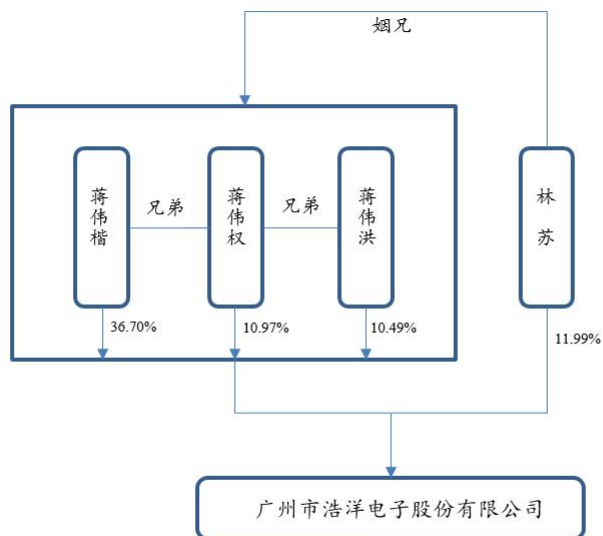 姻兄
蒋伟楷
兄弟
蒋伟权
兄弟
蒋伟洪
林苏
36.70%
10.97%
10.49%
11.99%
广州市浩洋电子股份有限公司